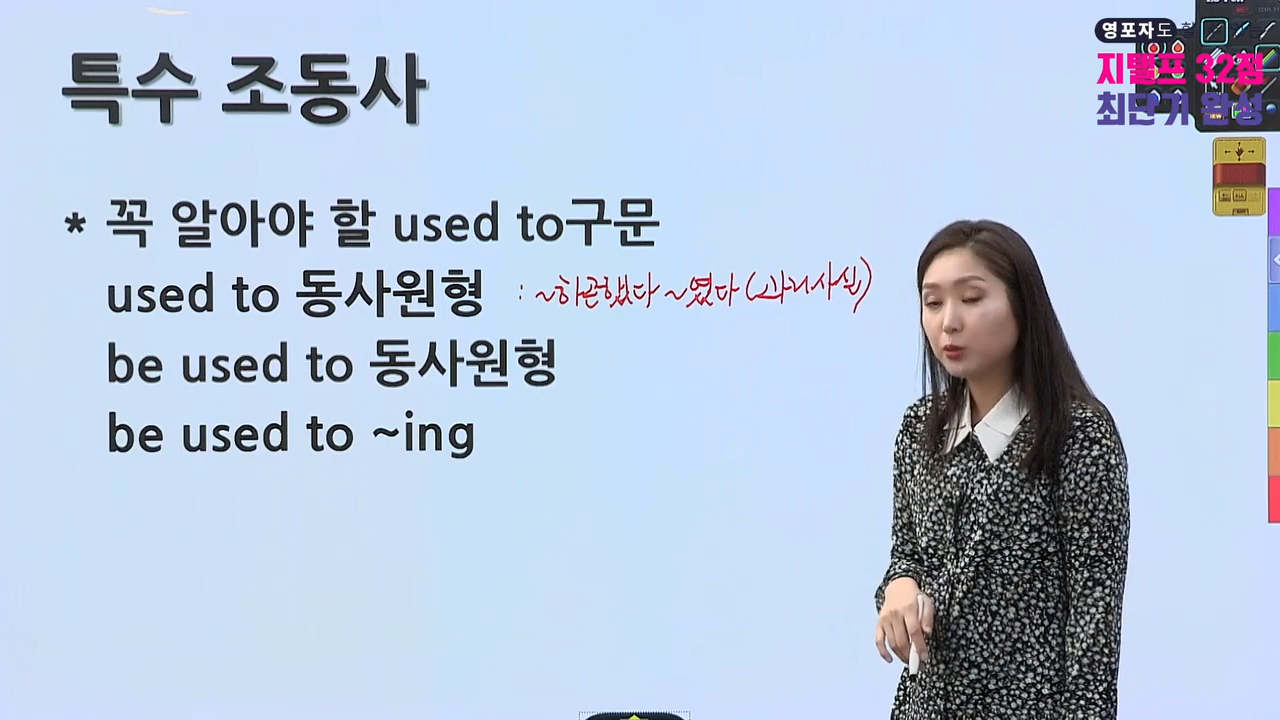 영포자도
지텔프 32점
최단기 완성
특수 조동사
* 꼭 알아야 할 used to구문
used to 동사원형 : ~하곤했다 ~였다 (과거사실)
be used to 동사원형
be used to ~ing